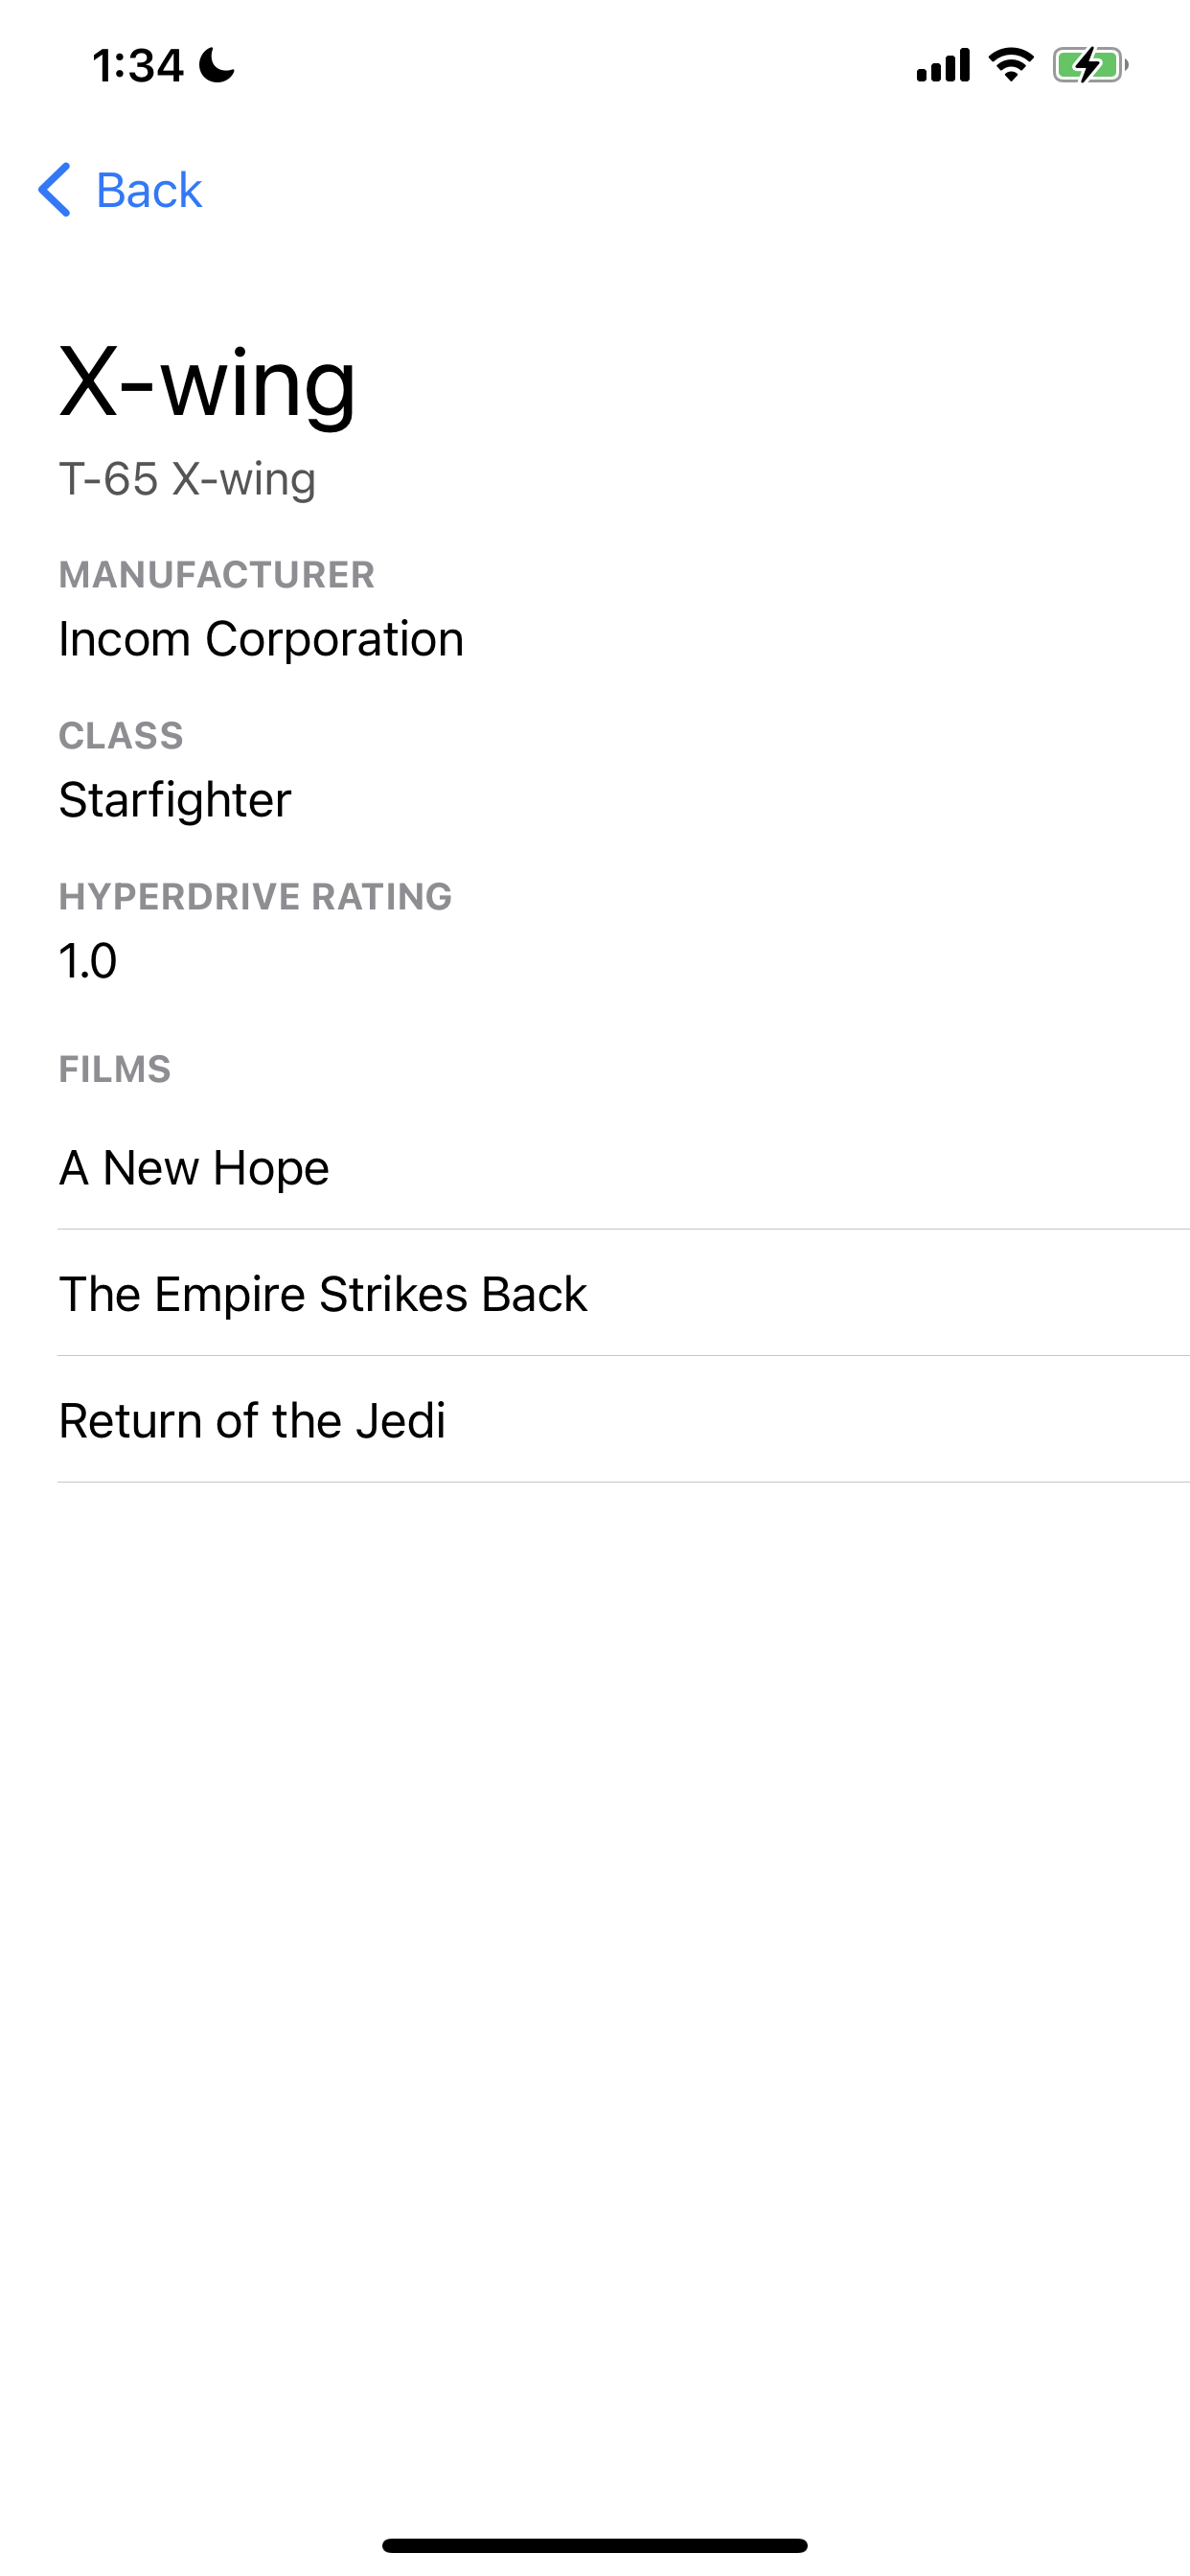 1:34
Back
X-wing
T-65 X-wing
MANUFACTURER
Incom Corporation
CLASS
Starfighter
HYPERDRIVE RATING
1.0
FILMS
A New Hope
The Empire Strikes Back
Return of the Jedi